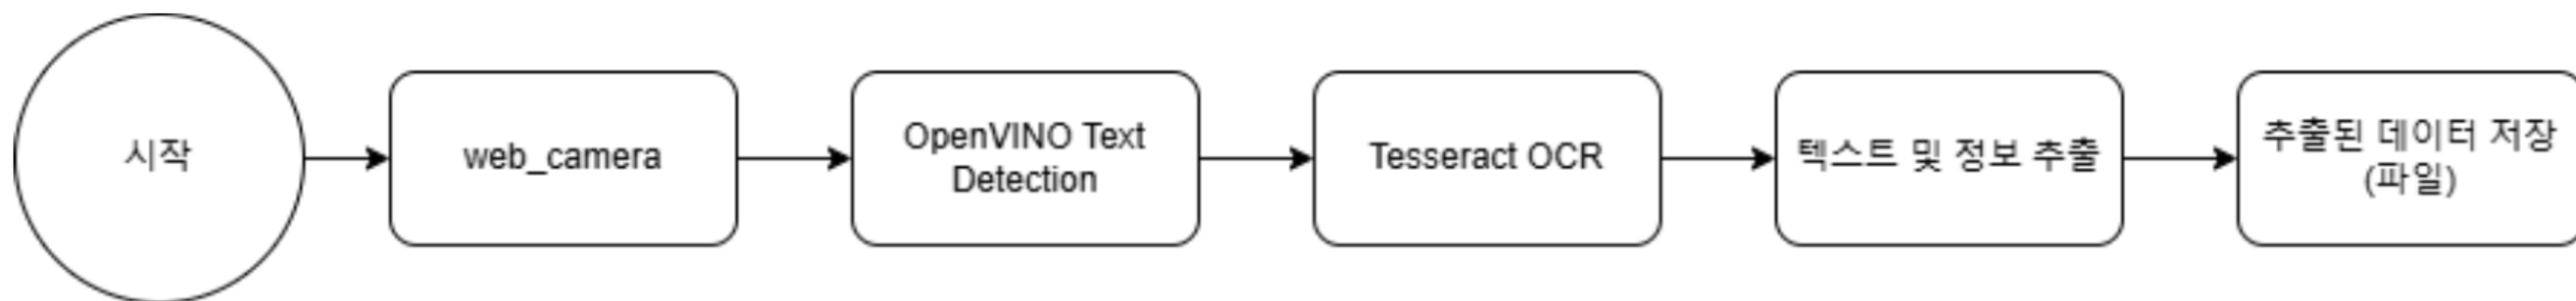 시작
web_camera
OpenVINO Text
Detection
Tesseract OCR
텍스트 및 정보 추출
추출된 데이터 저장
(파일)